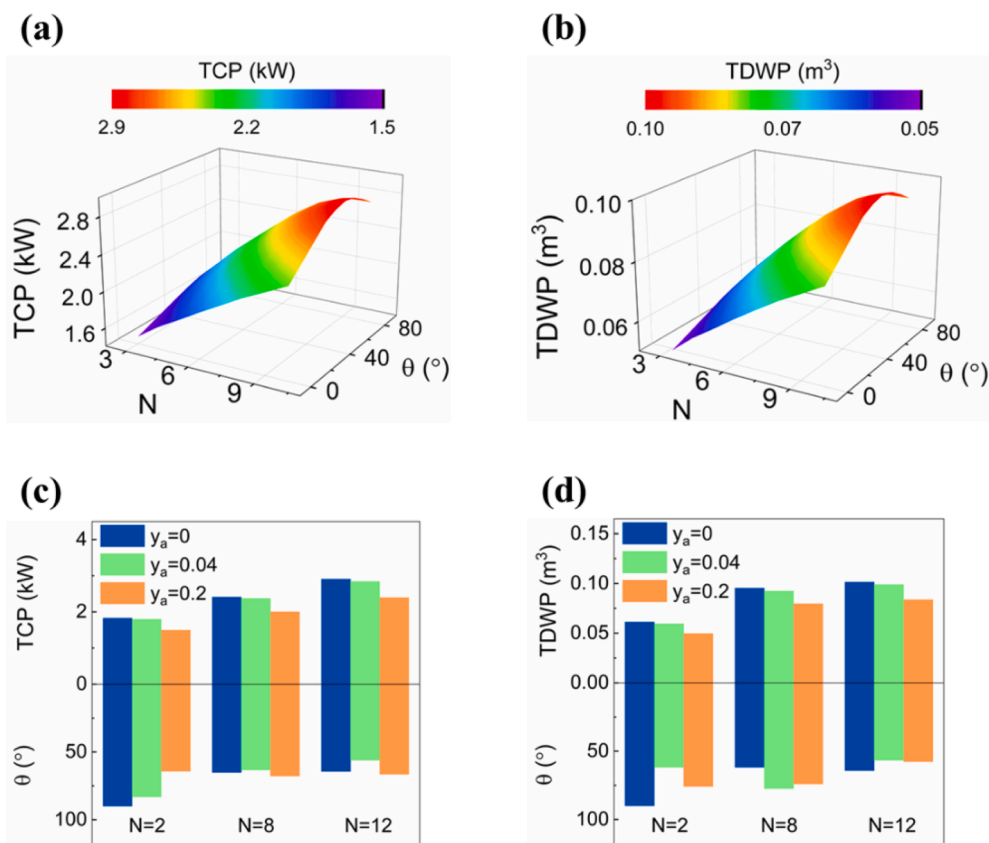 (a)
TCP (kW)
2.9 2.2 1.5
TCP (kW)
2.8
2.4
2.0
1.6
3 6 9
N
0 40 80
θ (°)
(b)
TDWP (m³)
0.10 0.07 0.05
TDWP (m³)
0.10
0.08
0.06
3 6 9
N
0 40 80
θ (°)
(c)
yₐ=0
yₐ=0.04
yₐ=0.2
TCP (kW)
4
2
0
θ (°)
50
100
N=2 N=8 N=12
(d)
yₐ=0
yₐ=0.04
yₐ=0.2
TDWP (m³)
0.15
0.10
0.05
0.00
θ (°)
50
100
N=2 N=8 N=12